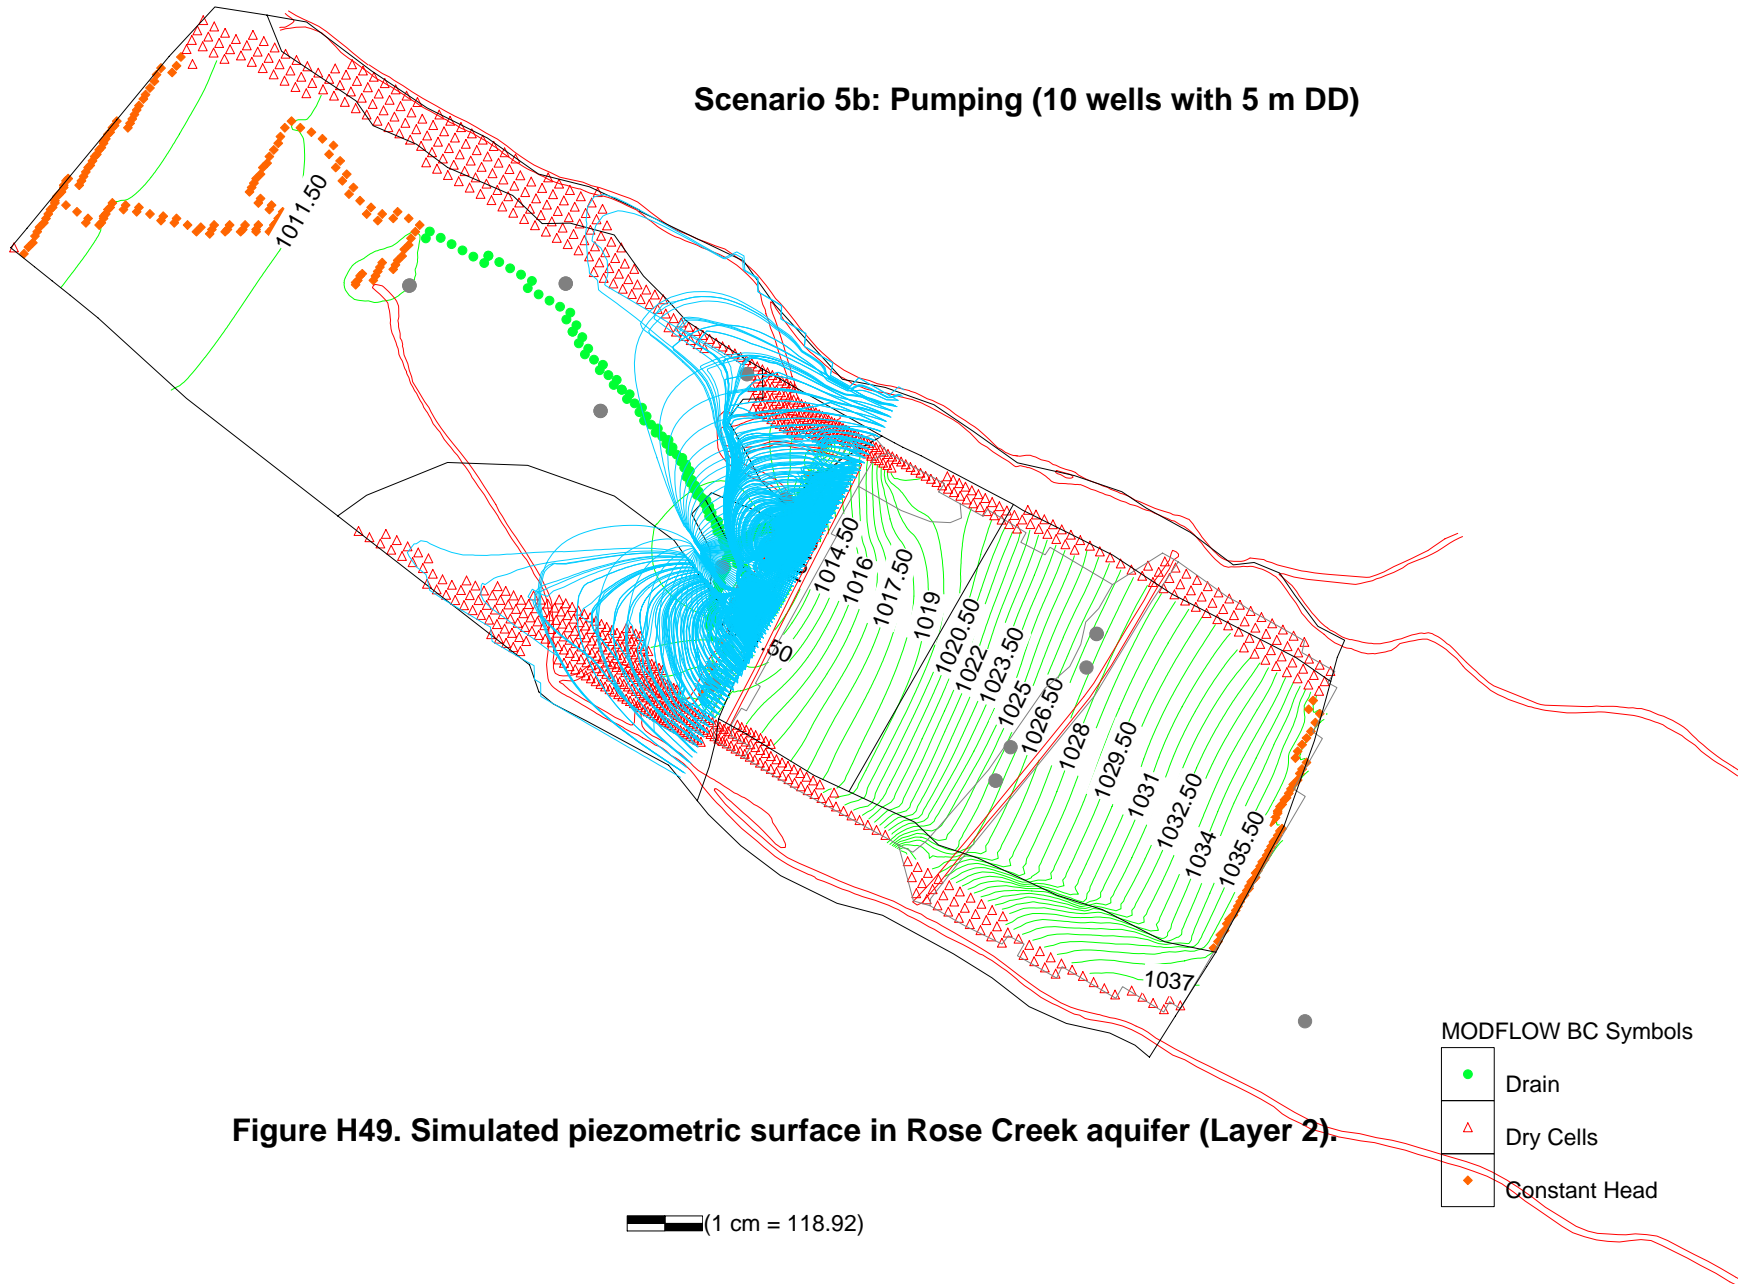 Scenario 5b: Pumping (10 wells with 5 m DD)
1011.50
1014.50
1016
1017.50
1019
.50
1020.50
1022
1023.50
1025
1026.50
1028
1029.50
1031
1032.50
1034
1035.50
1037
MODFLOW BC Symbols
Drain
Dry Cells
Constant Head
Figure H49. Simulated piezometric surface in Rose Creek aquifer (Layer 2).
(1 cm = 118.92)